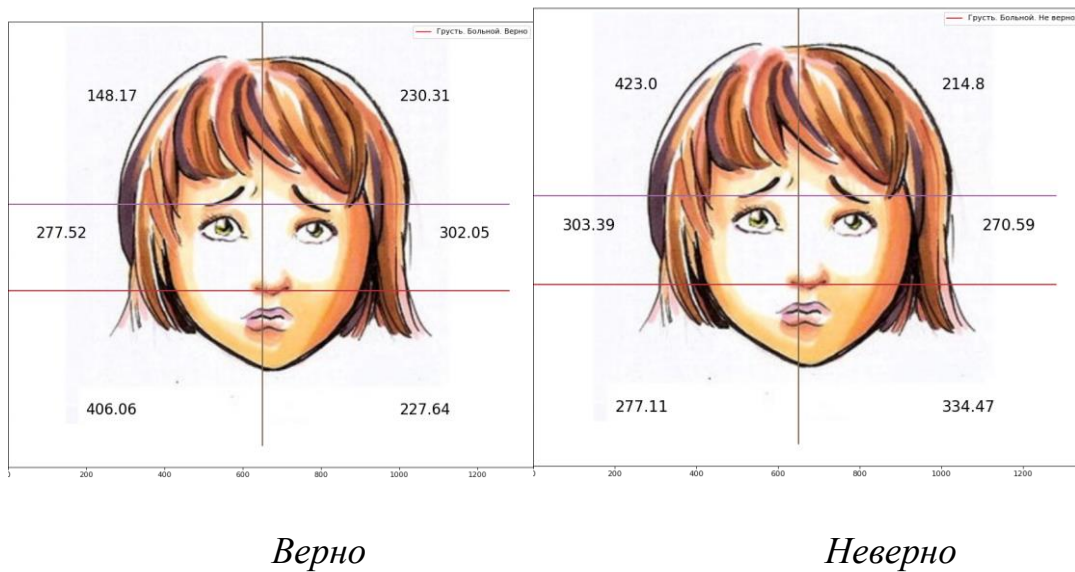 Грусть. Больной. Верно
148.17 230.31
277.52 302.05
406.06 227.64
0 200 400 600 800 1000 1200
Грусть. Больной. Не верно
423.0 214.8
303.39 270.59
277.11 334.47
200 400 600 800 1000 1200
Верно
Неверно